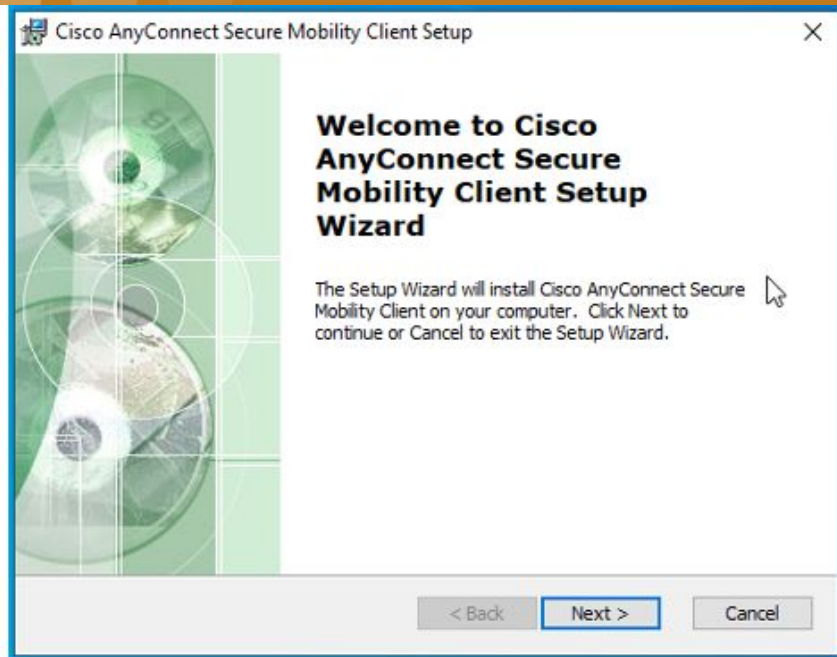 Cisco AnyConnect Secure Mobility Client Setup
Welcome to Cisco
AnyConnect Secure
Mobility Client Setup
Wizard
The Setup Wizard will install Cisco AnyConnect Secure
Mobility Client on your computer. Click Next to
continue or Cancel to exit the Setup Wizard.
< Back
Next >
Cancel